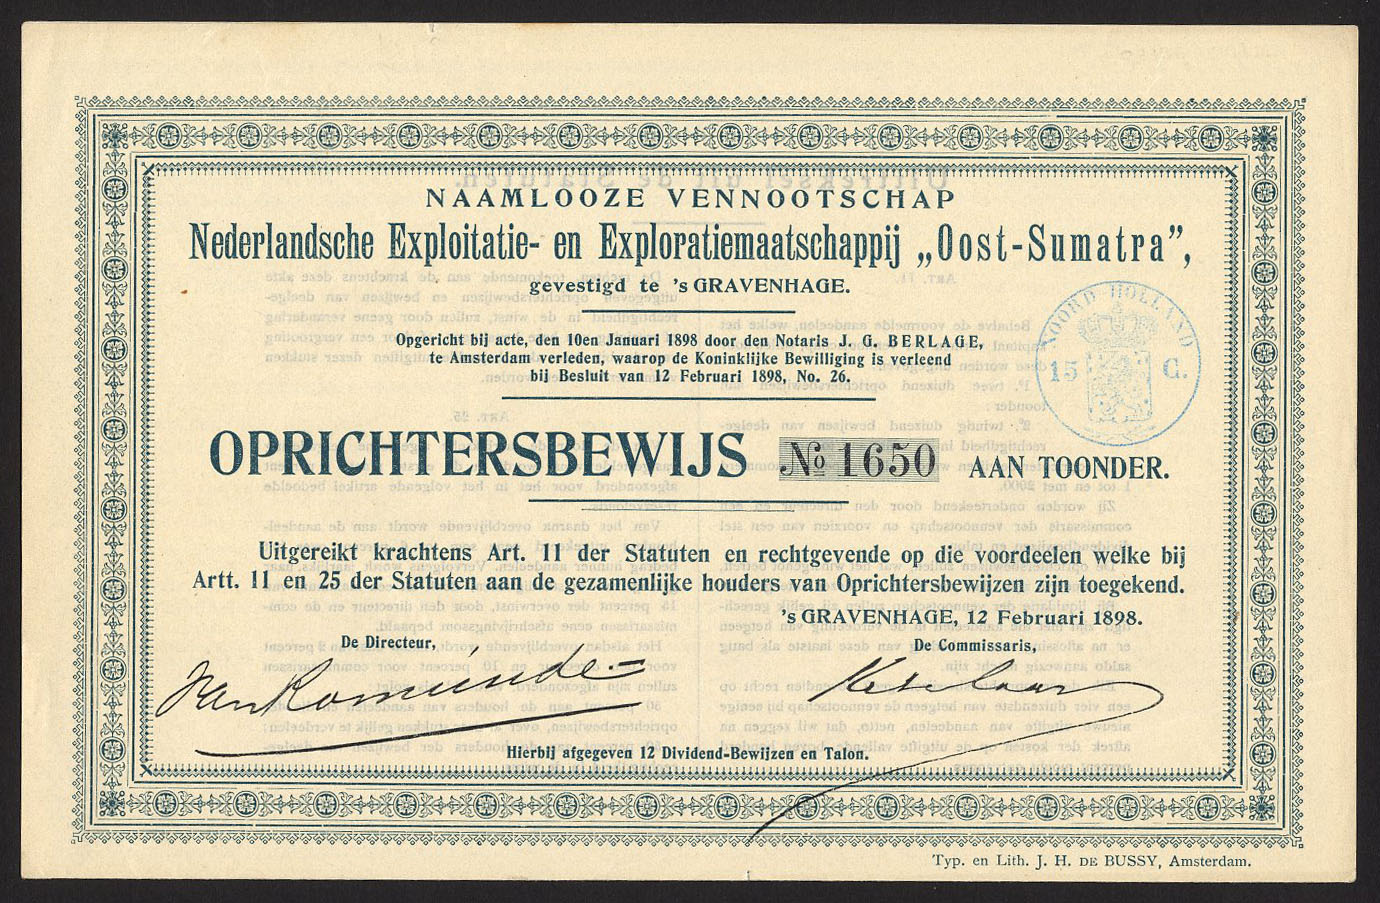 NAAMLOOZE VENNOOTSCHAP
Nederlandsche Exploitatie- en Exploratiemaatschappij „Oost-Sumatra”,
gevestigd te 's GRAVENHAGE.
Opgericht bij acte, den 10en Januari 1898 door den Notaris J. G. BERLAGE,
te Amsterdam verleden, waarop de Koninklijke Bewilliging is verleend
bij Besluit van 12 Februari 1898, No. 26.
NOORD HOLLAND
15 C.
OPRICHTERSBEWIJS No 1650 AAN TOONDER.
Uitgereikt krachtens Art. 11 der Statuten en rechtgevende op die voordeelen welke bij
Artt. 11 en 25 der Statuten aan de gezamenlijke houders van Oprichtersbewijzen zijn toegekend.
's GRAVENHAGE, 12 Februari 1898.
De Directeur,
De Commissaris,
Hierbij afgegeven 12 Dividend-Bewijzen en Talon.
Typ. en Lith. J. H. DE BUSSY, Amsterdam.